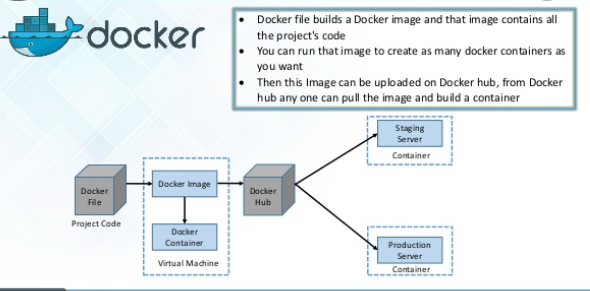 docker
• Docker file builds a Docker image and that image contains all
the project's code
• You can run that image to create as many docker containers as
you want
• Then this Image can be uploaded on Docker hub, from Docker
hub any one can pull the image and build a container
Staging
Server
Container
Docker
File
Project Code
Docker Image
Docker
Container
Virtual Machine
Docker
Hub
Production
Server
Container